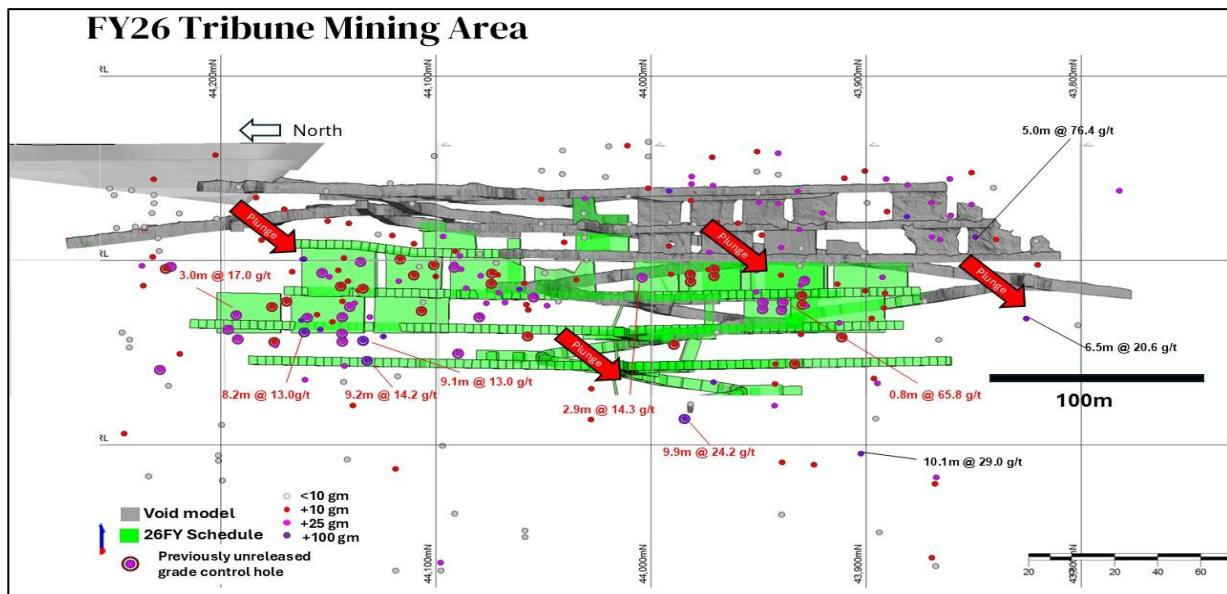 FY26 Tribune Mining Area
RL
44,200mN
44,100mN
44,000mN
43,900mN
43,800mN
North
5.0m @ 76.4 g/t
Plunge
Plunge
RL
Plunge
3.0m @ 17.0 g/t
6.5m @ 20.6 g/t
Plunge
9.1m @ 13.0 g/t
8.2m @ 13.0g/t
9.2m @ 14.2 g/t
2.9m @ 14.3 g/t
0.8m @ 65.8 g/t
100m
RL
9.9m @ 24.2 g/t
10.1m @ 29.0 g/t
Void model
26FY Schedule
Previously unreleased
grade control hole
<10 gm
+10 gm
+25 gm
+100 gm
44,100mN
44,000mN
43,900mN
20 0 20 40 60